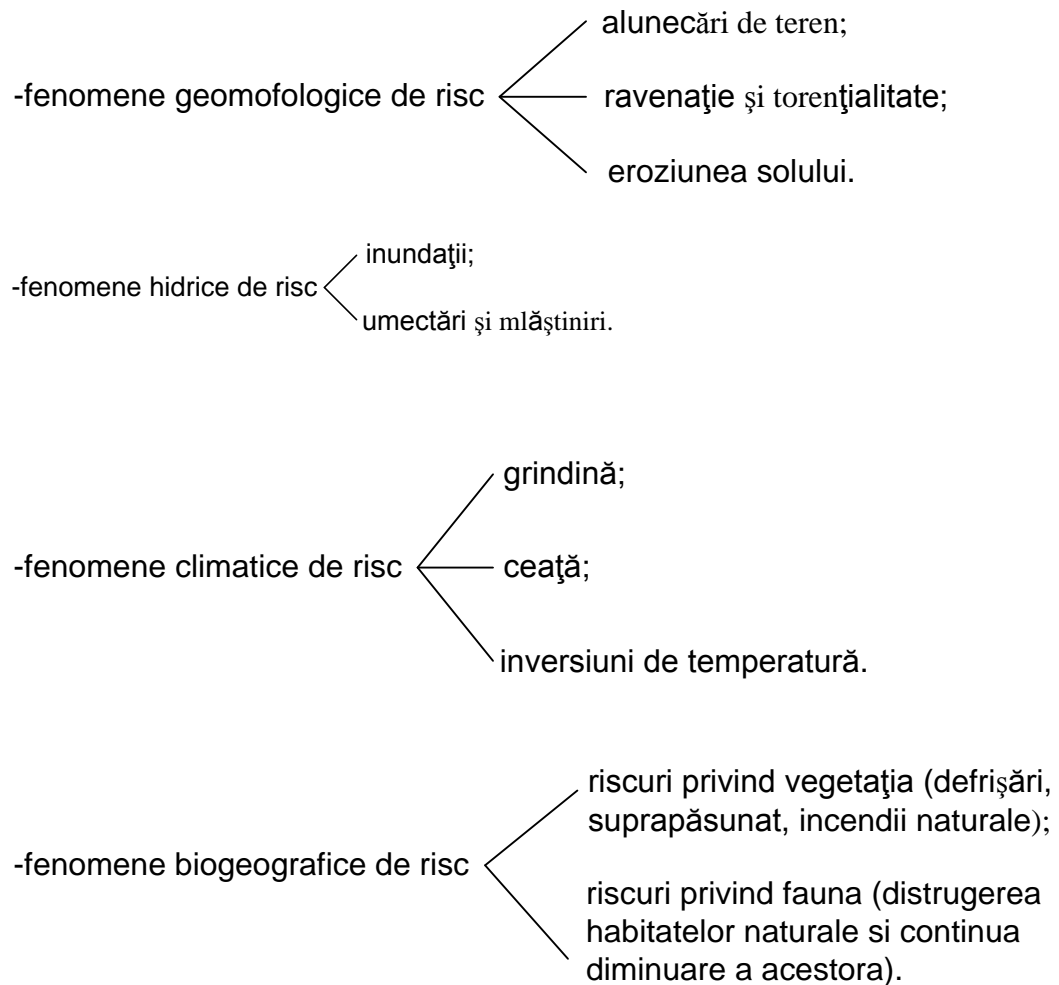 alunecări de teren;
-fenomene geomofologice de risc
ravenaţie şi torenţialitate;
eroziunea solului.
inundaţii;
-fenomene hidrice de risc
umectări şi mlăştiniri.
grindină;
-fenomene climatice de risc
ceaţă;
inversiuni de temperatură.
riscuri privind vegetaţia (defrişări,
suprapăsunat, incendii naturale);
-fenomene biogeografice de risc
riscuri privind fauna (distrugerea
habitatelor naturale si continua
diminuare a acestora).